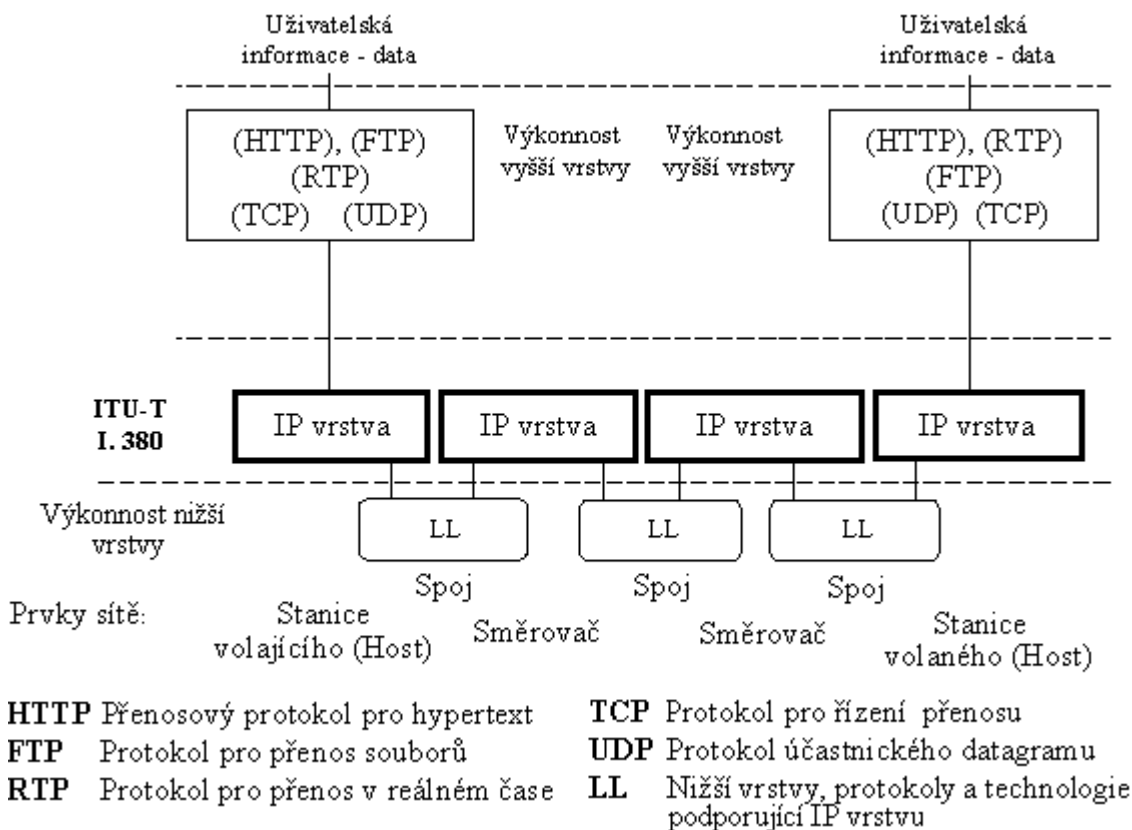 Uživatelská
informace - data
Uživatelská
informace - data
(HTTP), (FTP)
(RTP)
(TCP) (UDP)
Výkonnost
vyšší vrstvy
Výkonnost
vyšší vrstvy
(HTTP), (RTP)
(FTP)
(UDP) (TCP)
ITU-T
I. 380
IP vrstva
IP vrstva
IP vrstva
IP vrstva
Výkonnost nižší
vrstvy
LL
LL
LL
Spoj
Spoj
Spoj
Prvky sítě:
Stanice
volajícího (Host)
Směrovač
Směrovač
Stanice
volaného (Host)
HTTP Přenosový protokol pro hypertext
FTP Protokol pro přenos souborů
RTP Protokol pro přenos v reálném čase
TCP Protokol pro řízení přenosu
UDP Protokol účastnického datagramu
LL Nižší vrstvy, protokoly a technologie
podporující IP vrstvu